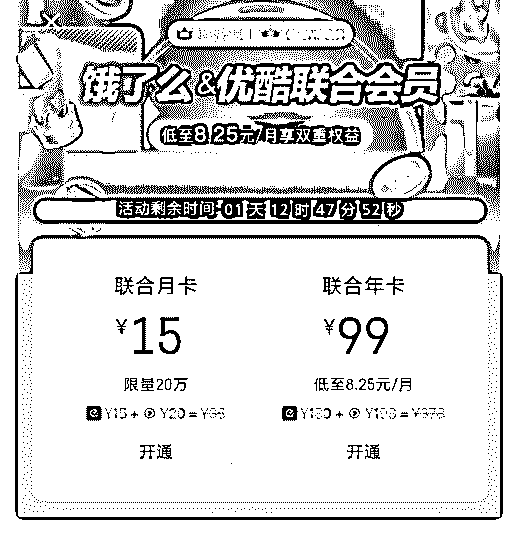 饿了么&优酷联合会员
低至8.25元/月享双重权益
活动剩余时间 01 天 12 时 47 分 52 秒
联合月卡
¥15
限量20万
¥15 + ¥20 =
开通
联合年卡
¥99
低至8.25元/月
开通